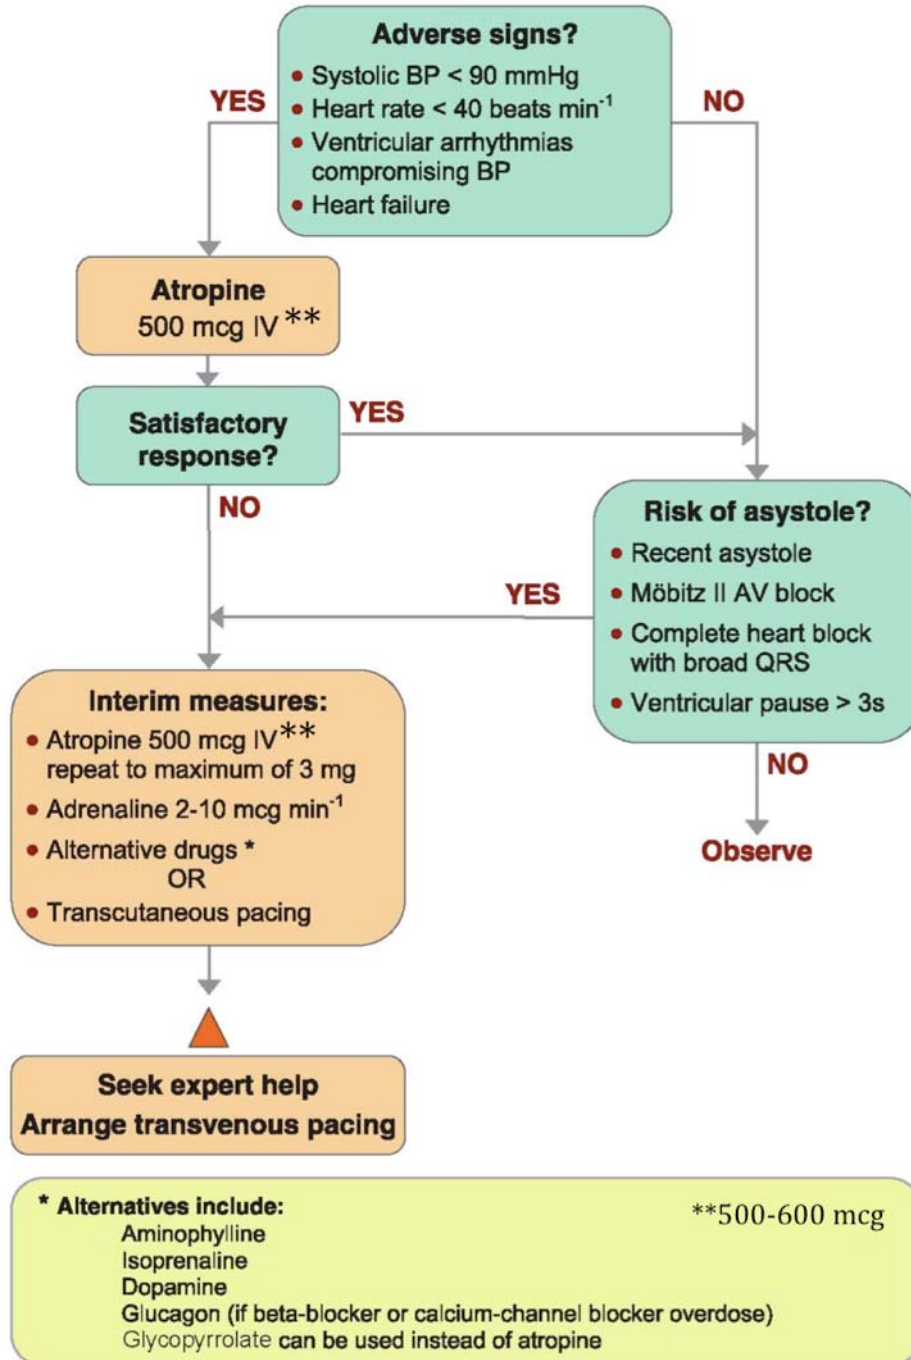 Adverse signs?
• Systolic BP < 90 mmHg
• Heart rate < 40 beats min⁻¹
• Ventricular arrhythmias
compromising BP
• Heart failure
YES
NO
Atropine
500 mcg IV**
Satisfactory
response?
YES
NO
Risk of asystole?
• Recent asystole
• Möbitz II AV block
• Complete heart block
with broad QRS
• Ventricular pause > 3s
YES
NO
Observe
Interim measures:
• Atropine 500 mcg IV**
repeat to maximum of 3 mg
• Adrenaline 2-10 mcg min⁻¹
• Alternative drugs *
OR
• Transcutaneous pacing
Seek expert help
Arrange transvenous pacing
* Alternatives include:
Aminophylline
Isoprenaline
Dopamine
Glucagon (if beta-blocker or calcium-channel blocker overdose)
Glycopyrrolate can be used instead of atropine
**500-600 mcg